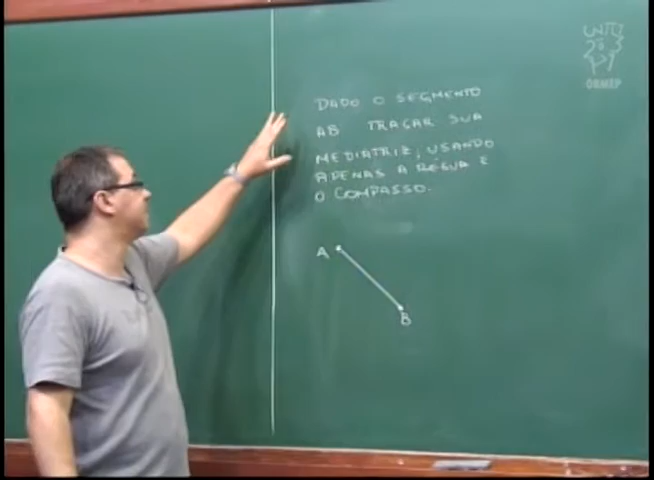 DADO O SEGMENTO
AB TRAÇAR SUA
MEDIATRIZ, USANDO
APENAS A RÉGUA E
O COMPASSO.
A
B
OBMEP